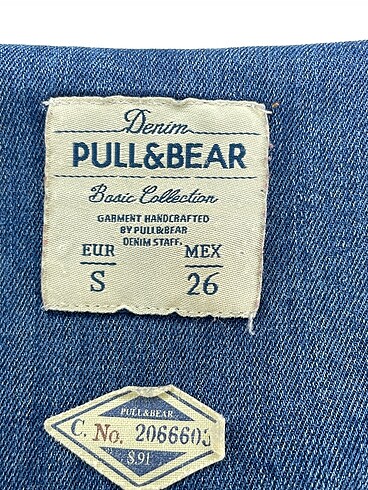 Denim
PULL&BEAR
Basic Collection
GARMENT HANDCRAFTED
BY PULL&BEAR
DENIM STAFF.
EUR MEX
S 26
PULL&BEAR
C. No. 2066603
S.91